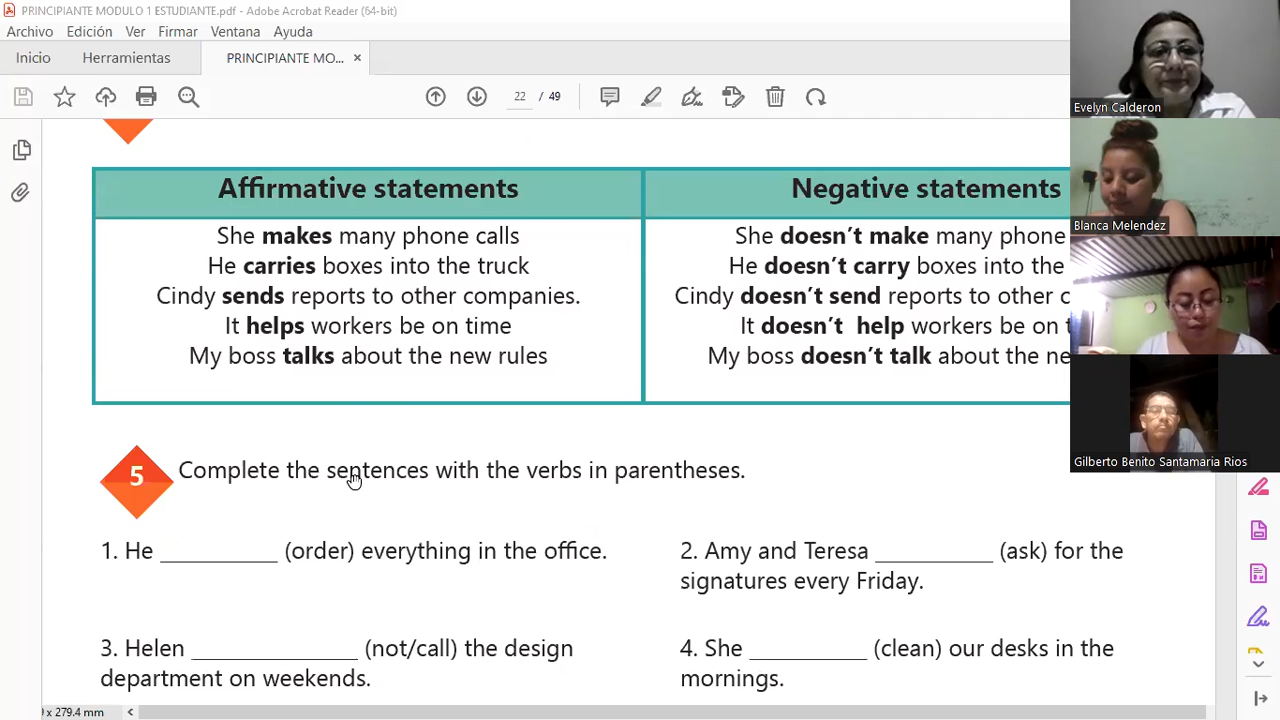 PRINCIPIANTE MODULO 1 ESTUDIANTE.pdf - Adobe Acrobat Reader (64-bit)
Archivo Edición Ver Firmar Ventana Ayuda
Inicio Herramientas PRINCIPIANTE MO... ×
22 / 49
Affirmative statements
She makes many phone calls
He carries boxes into the truck
Cindy sends reports to other companies.
It helps workers be on time
My boss talks about the new rules
Negative statements
She doesn't make many phone
He doesn't carry boxes into the
Cindy doesn't send reports to other c
It doesn't help workers be on t
My boss doesn't talk about the ne
5 Complete the sentences with the verbs in parentheses.
1. He __________ (order) everything in the office.
2. Amy and Teresa __________ (ask) for the
signatures every Friday.
3. Helen ______________ (not/call) the design
department on weekends.
4. She __________ (clean) our desks in the
mornings.
x 279.4 mm
Evelyn Calderon
Blanca Melendez
Gilberto Benito Santamaria Rios